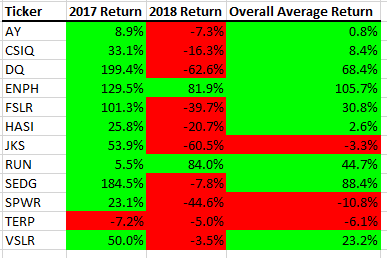 Ticker 2017 Return 2018 Return Overall Average Return
AY 8.9% -7.3% 0.8%
CSIQ 33.1% -16.3% 8.4%
DQ 199.4% -62.6% 68.4%
ENPH 129.5% 81.9% 105.7%
FSLR 101.3% -39.7% 30.8%
HASI 25.8% -20.7% 2.6%
JKS 53.9% -60.5% -3.3%
RUN 5.5% 84.0% 44.7%
SEDG 184.5% -7.8% 88.4%
SPWR 23.1% -44.6% -10.8%
TERP -7.2% -5.0% -6.1%
VSLR 50.0% -3.5% 23.2%